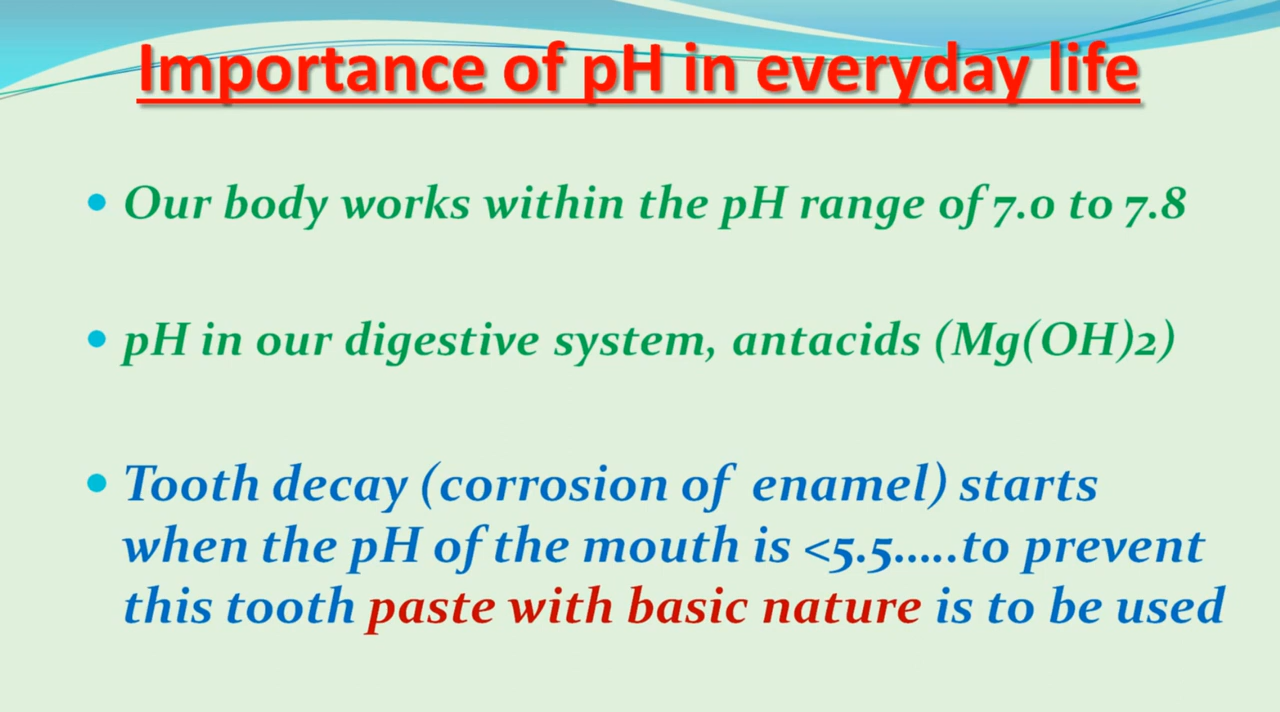 Importance of pH in everyday life
• Our body works within the pH range of 7.0 to 7.8
• pH in our digestive system, antacids (Mg(OH)2)
• Tooth decay (corrosion of enamel) starts
when the pH of the mouth is <5.5.....to prevent
this tooth paste with basic nature is to be used